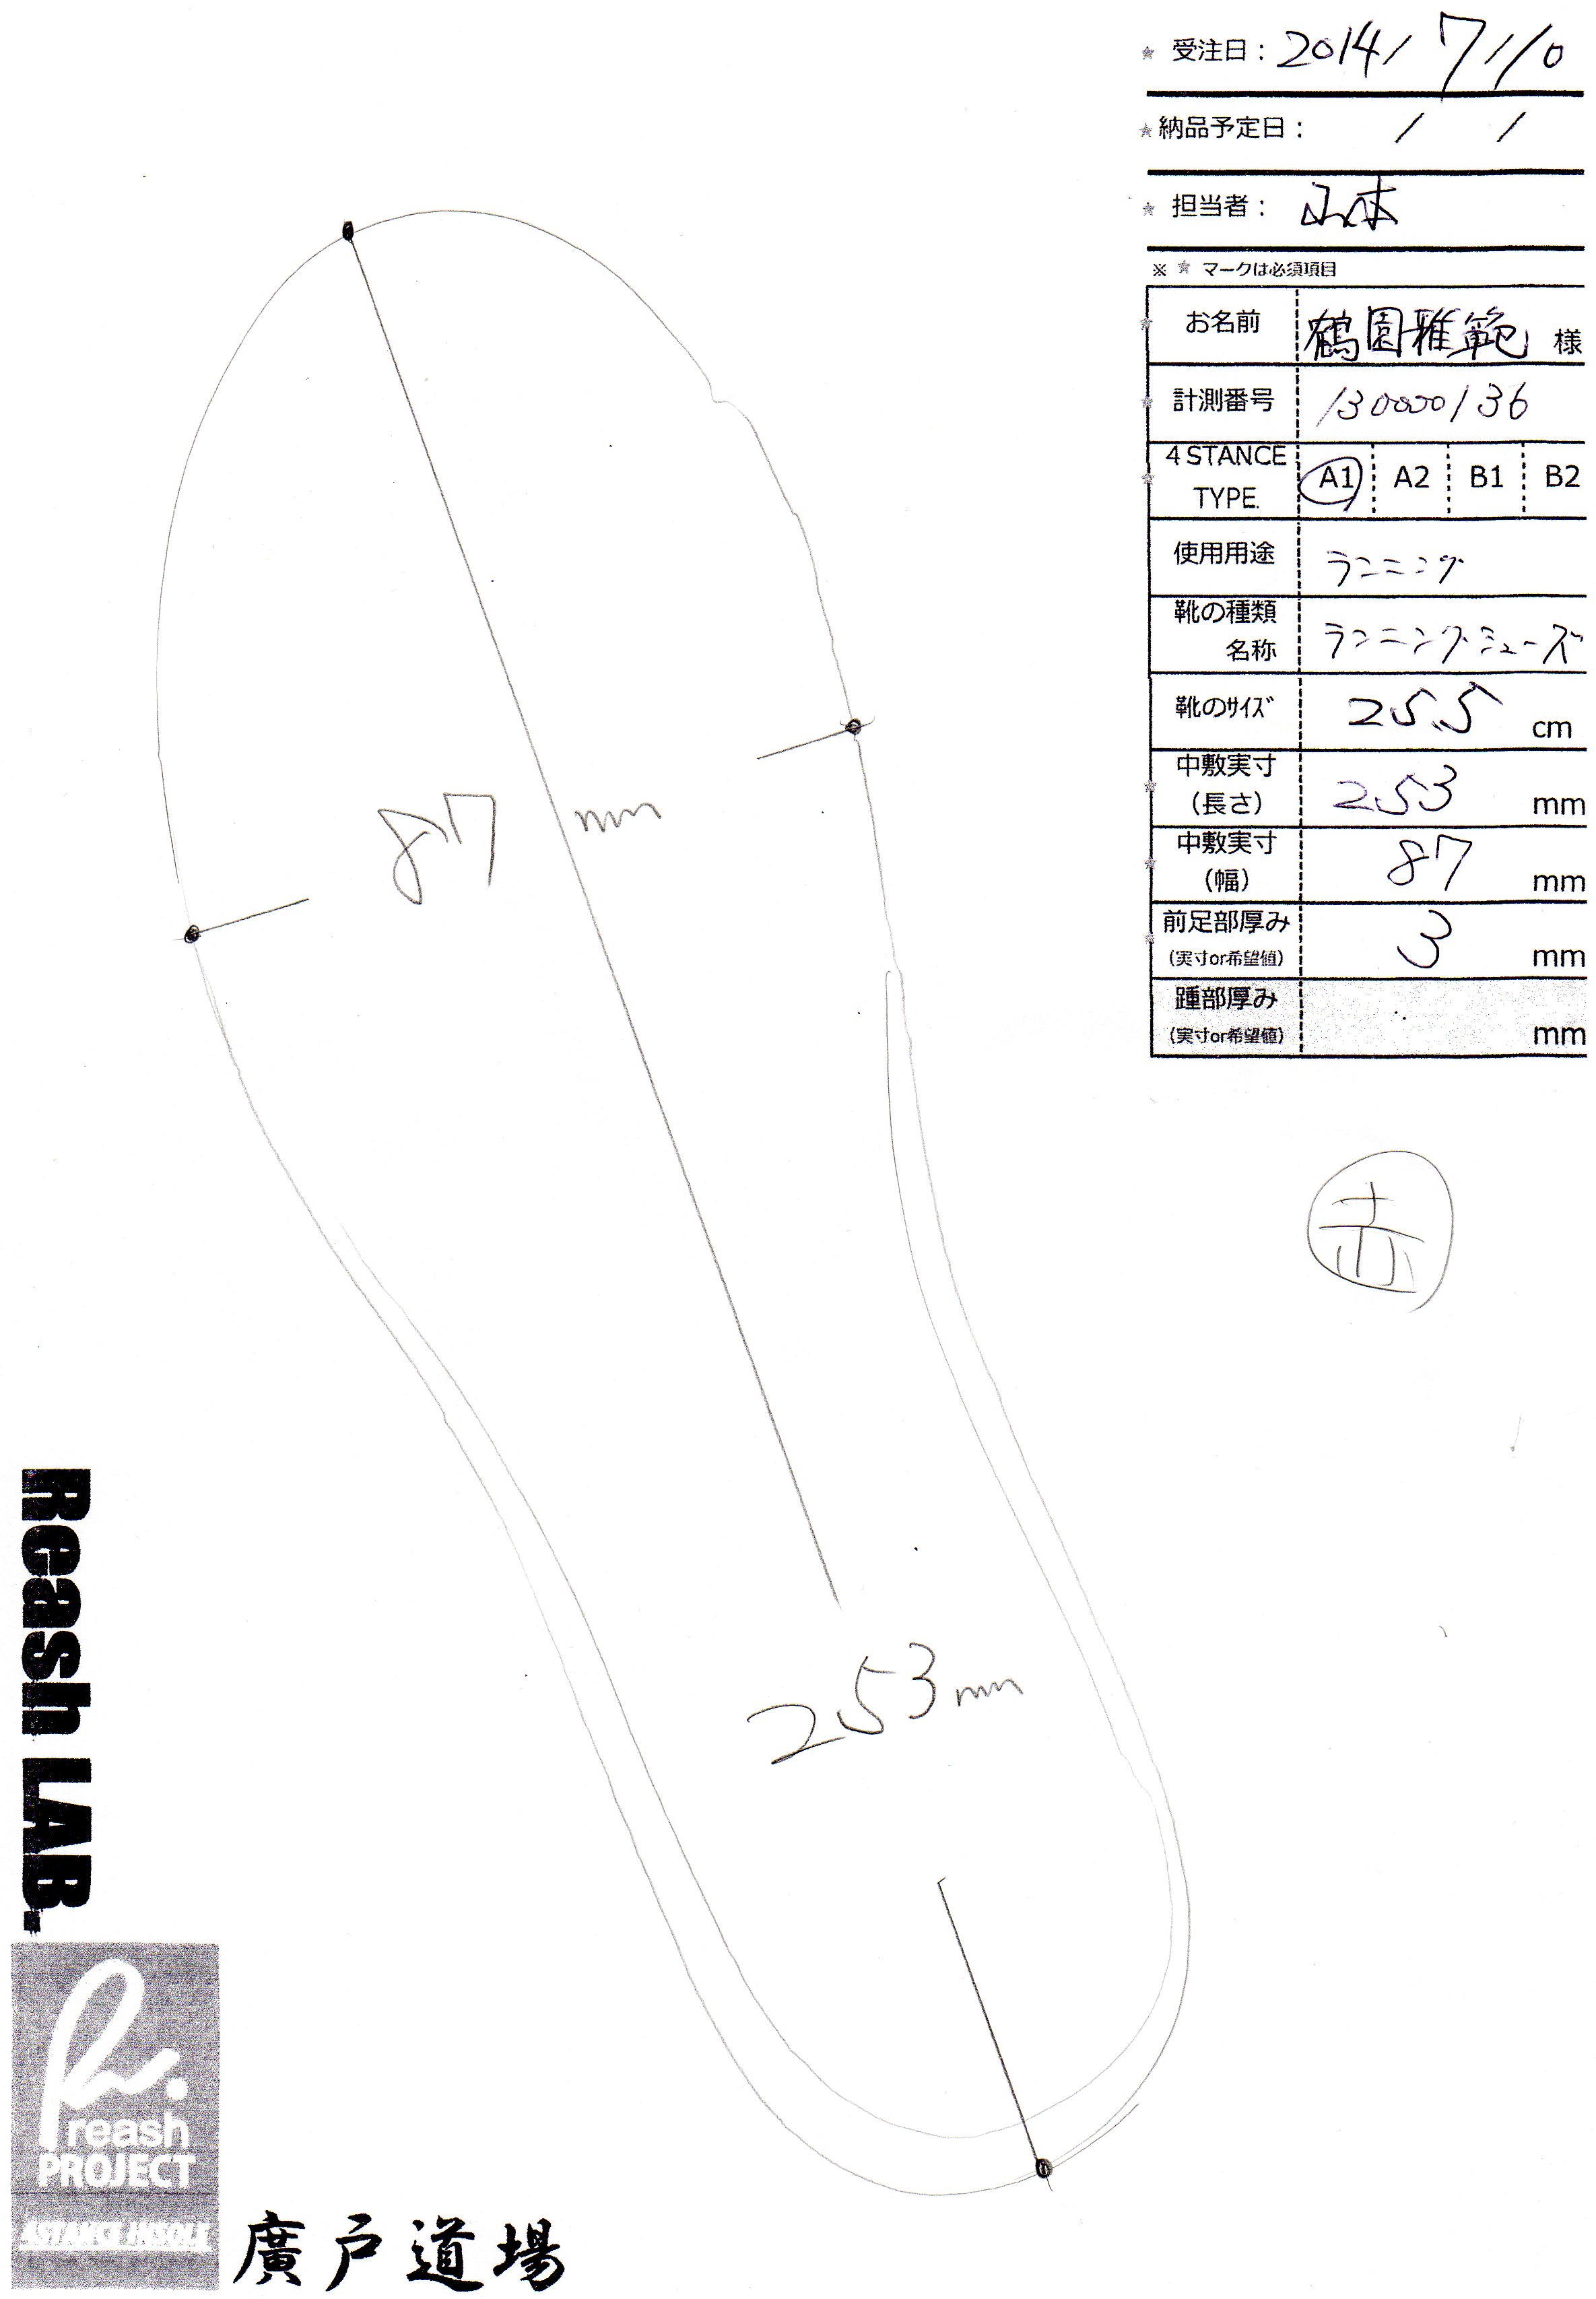 ★ 受注日: 2014/7/10
★ 納品予定日: / /
★ 担当者: 山本
※ ★ マークは必須項目
★ お名前 鶴園雅範 様
★ 計測番号 130000136
★ 4STANCE TYPE. A1 A2 B1 B2
使用用途 ランニング
靴の種類
名称 ランニングシューズ
靴のサイズ 25.5 cm
★ 中敷実寸
(長さ) 253 mm
★ 中敷実寸
(幅) 87 mm
★ 前足部厚み
(実寸or希望値) 3 mm
踵部厚み
(実寸or希望値) mm
87 mm
赤
253mm
Reash LAB.
reash
PROJECT
4STANCE INSOLE
廣戸道場